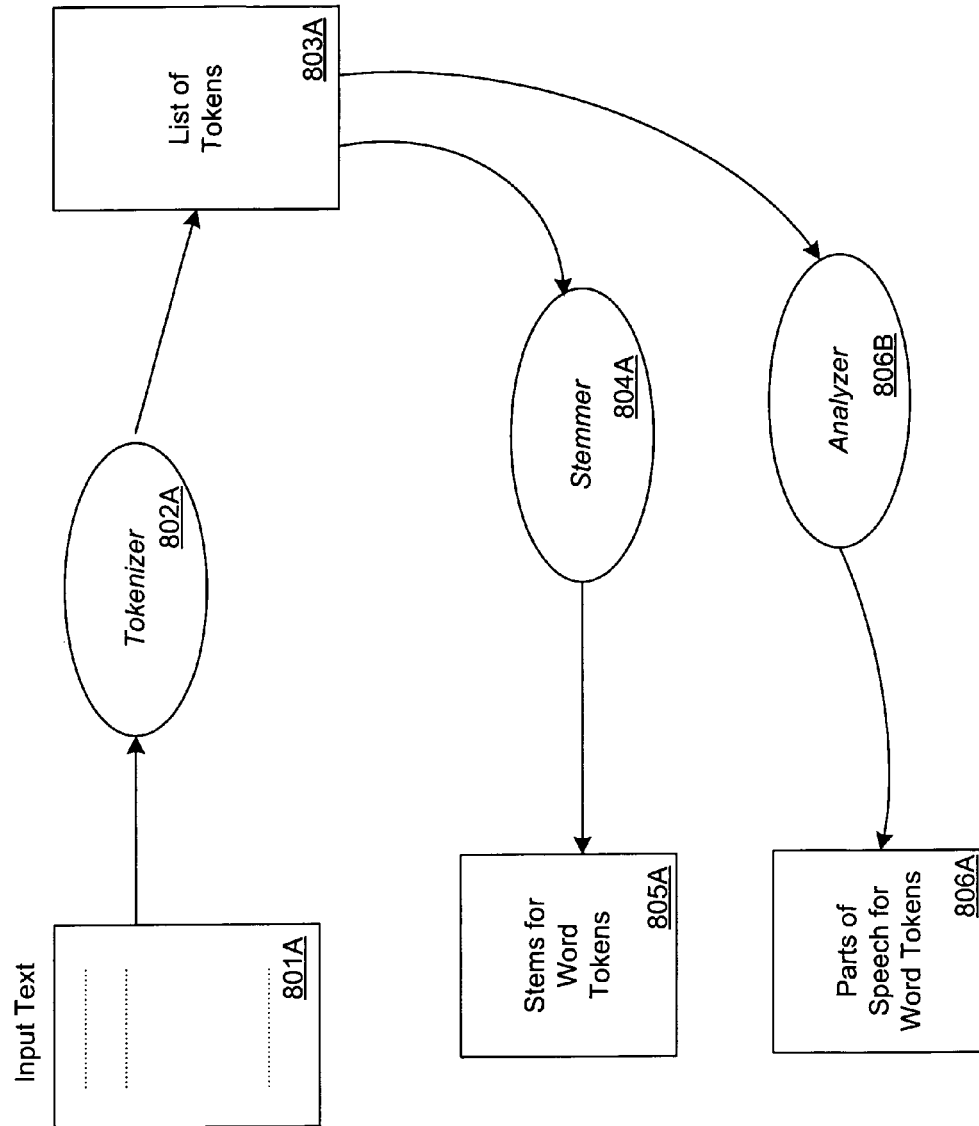 Input Text
801A
Tokenizer
802A
List of
Tokens
803A
Stems for
Word
Tokens
805A
Stemmer
804A
Parts of
Speech for
Word Tokens
806A
Analyzer
806B